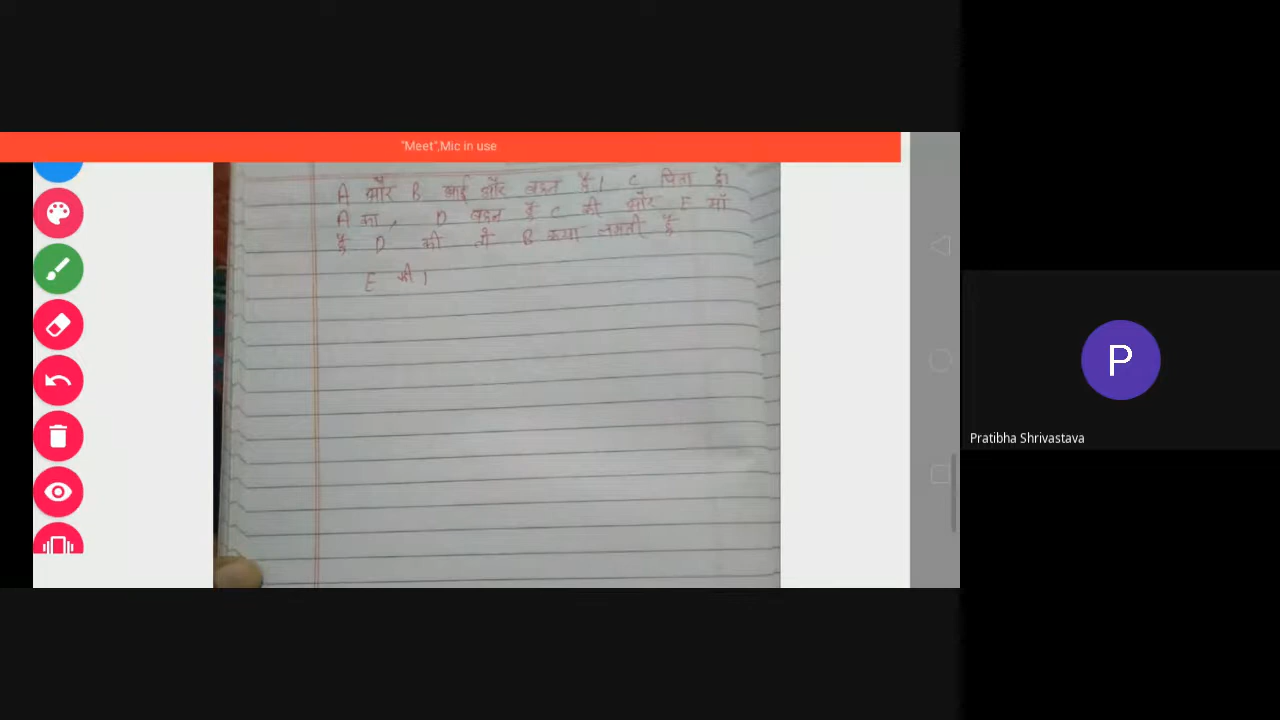 "Meet",Mic in use
A और B भाई और बहन है। C पिता है।
A का, D बहन है C की और E माँ
है D की तो B क्या लगती है
E की।
P
Pratibha Shrivastava